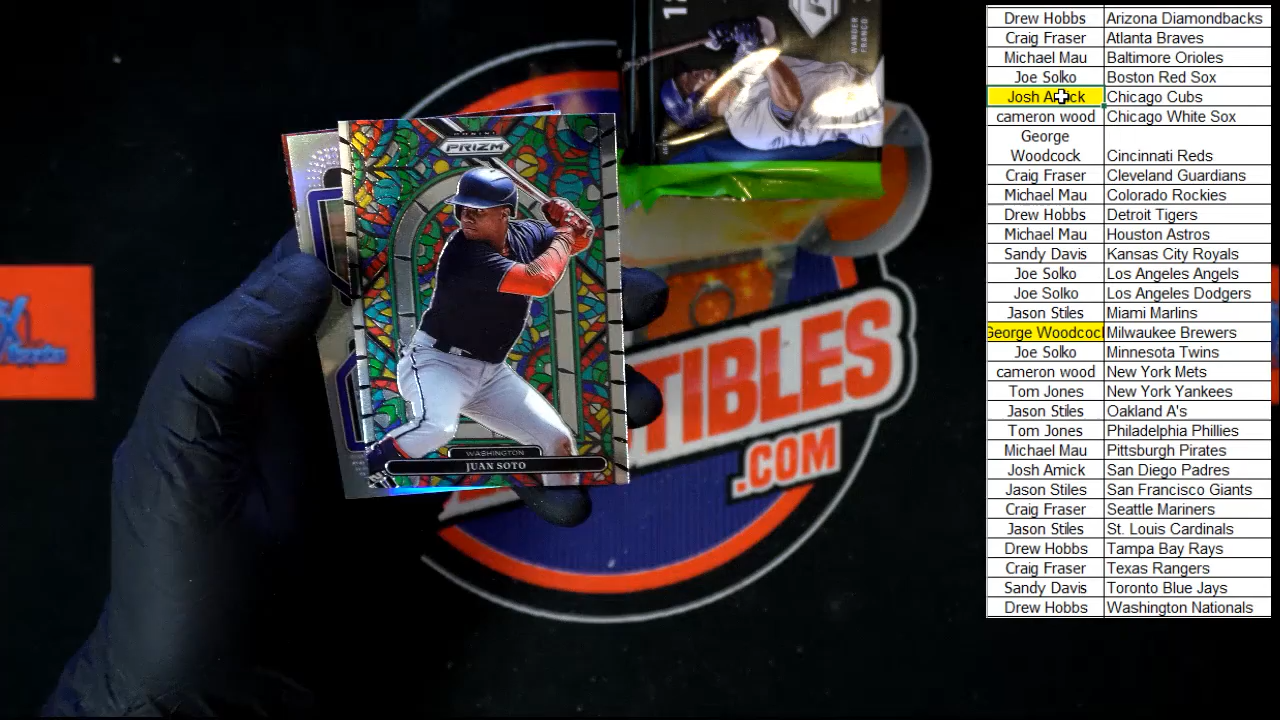 PANINI
PRIZM
WASHINGTON
JUAN SOTO
WANDER
FRANCO
TIBLES
.COM
Drew Hobbs Arizona Diamondbacks
Craig Fraser Atlanta Braves
Michael Mau Baltimore Orioles
Joe Solko Boston Red Sox
Josh Amick Chicago Cubs
cameron wood Chicago White Sox
George
Woodcock Cincinnati Reds
Craig Fraser Cleveland Guardians
Michael Mau Colorado Rockies
Drew Hobbs Detroit Tigers
Michael Mau Houston Astros
Sandy Davis Kansas City Royals
Joe Solko Los Angeles Angels
Joe Solko Los Angeles Dodgers
Jason Stiles Miami Marlins
George Woodcock Milwaukee Brewers
Joe Solko Minnesota Twins
cameron wood New York Mets
Tom Jones New York Yankees
Jason Stiles Oakland A's
Tom Jones Philadelphia Phillies
Michael Mau Pittsburgh Pirates
Josh Amick San Diego Padres
Jason Stiles San Francisco Giants
Craig Fraser Seattle Mariners
Jason Stiles St. Louis Cardinals
Drew Hobbs Tampa Bay Rays
Craig Fraser Texas Rangers
Sandy Davis Toronto Blue Jays
Drew Hobbs Washington Nationals